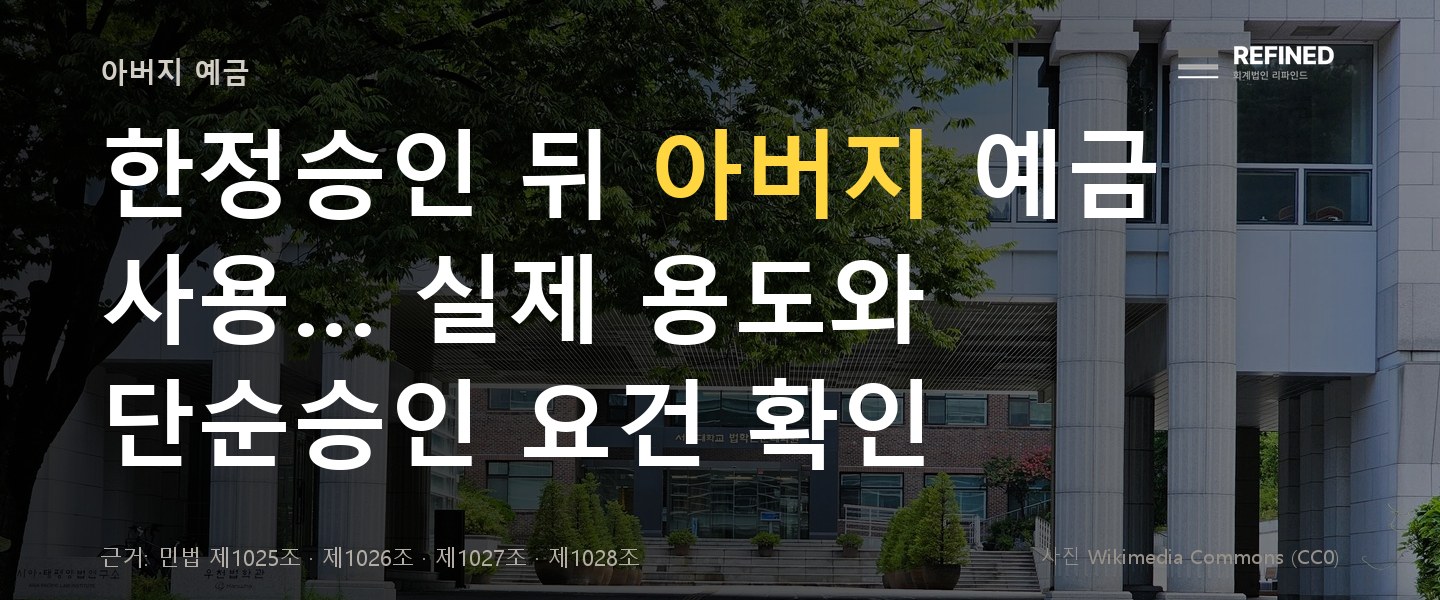 아버지 예금
REFINED
회계법인 리파인드
한정승인 뒤 아버지 예금
사용... 실제 용도와
단순승인 요건 확인
근거: 민법 제1025조 · 제1026조 · 제1027조 · 제1028조
사진 Wikimedia Commons (CC0)